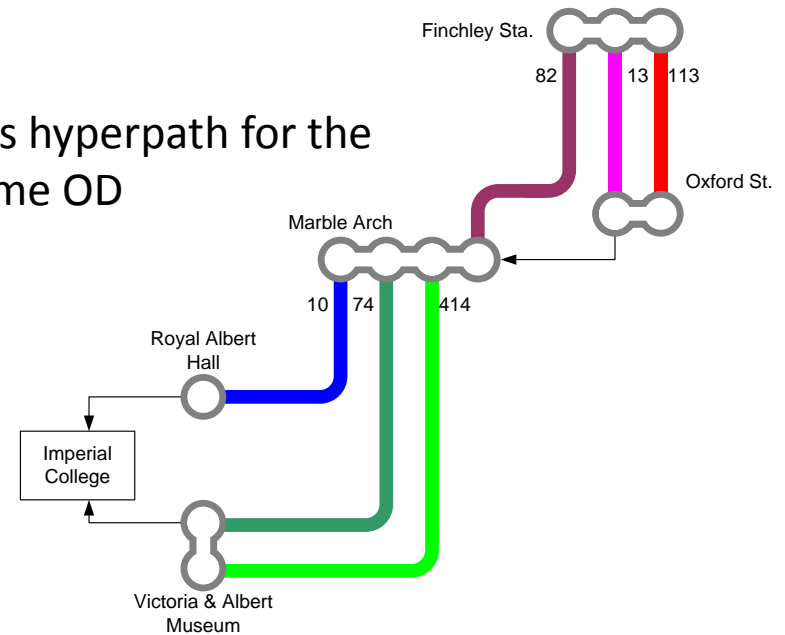 Finchley Sta.
82
13
113
s hyperpath for the
me OD
Oxford St.
Marble Arch
10
74
414
Royal Albert
Hall
Imperial
College
Victoria & Albert
Museum